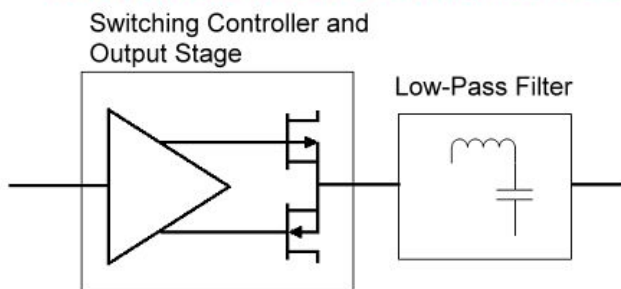 Switching Controller and
Output Stage
Low-Pass Filter